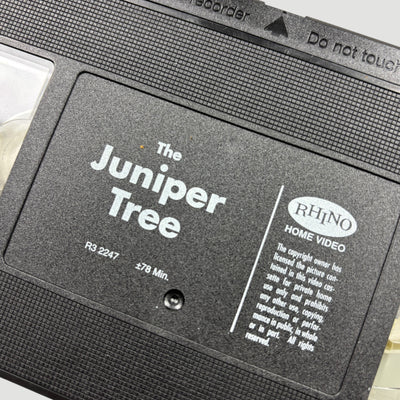 Do not touch
The
Juniper
Tree
R3 2247 ±78 Min.
RHINO
HOME VIDEO
The copyright owner has
licensed the picture con-
tained in this video cas-
sette for private home
use only and prohibits
any other use, copying,
reproduction or perfor-
mance in public, in whole
or in part. All rights
reserved.